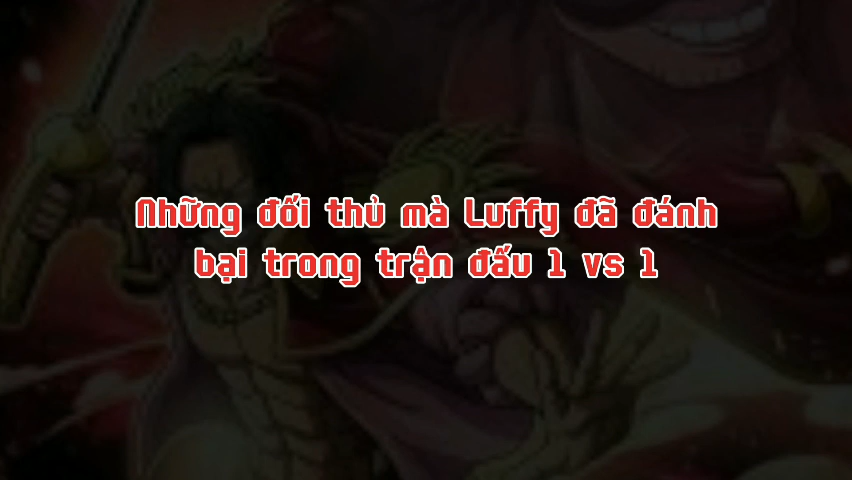 Những đối thủ mà Luffy đã đánh
bại trong trận đấu 1 vs 1